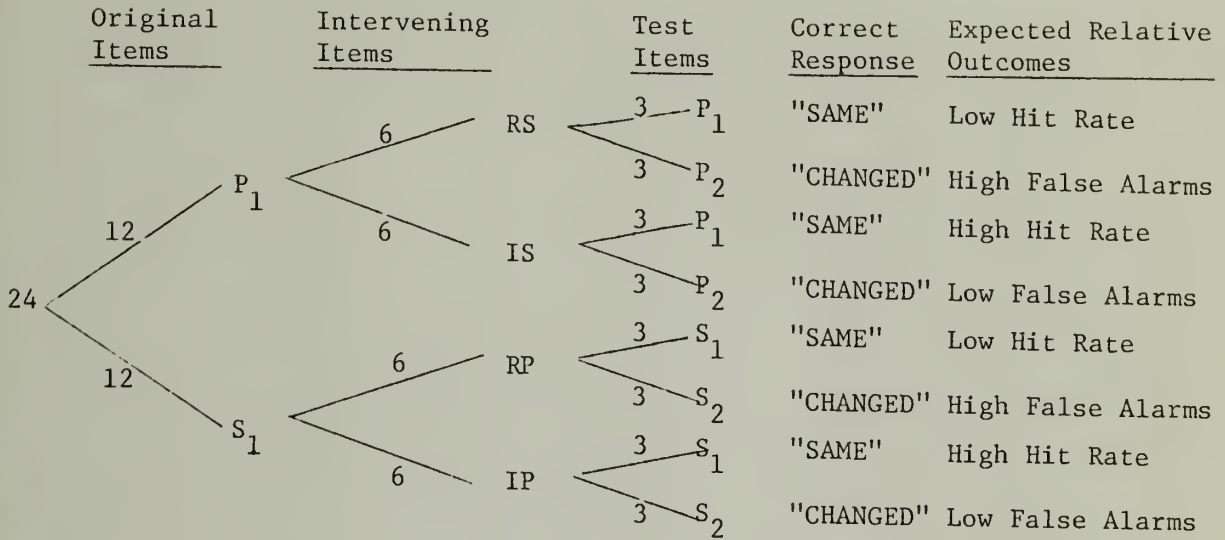 Original Intervening Test Correct Expected Relative
Items Items Items Response Outcomes
3 P1 "SAME" Low Hit Rate
6 RS
3 P2 "CHANGED" High False Alarms
P1
12 6 3 P1 "SAME" High Hit Rate
IS
24 3 P2 "CHANGED" Low False Alarms
3 S1 "SAME" Low Hit Rate
12 6 RP
3 S2 "CHANGED" High False Alarms
S1
6 3 S1 "SAME" High Hit Rate
IP
3 S2 "CHANGED" Low False Alarms